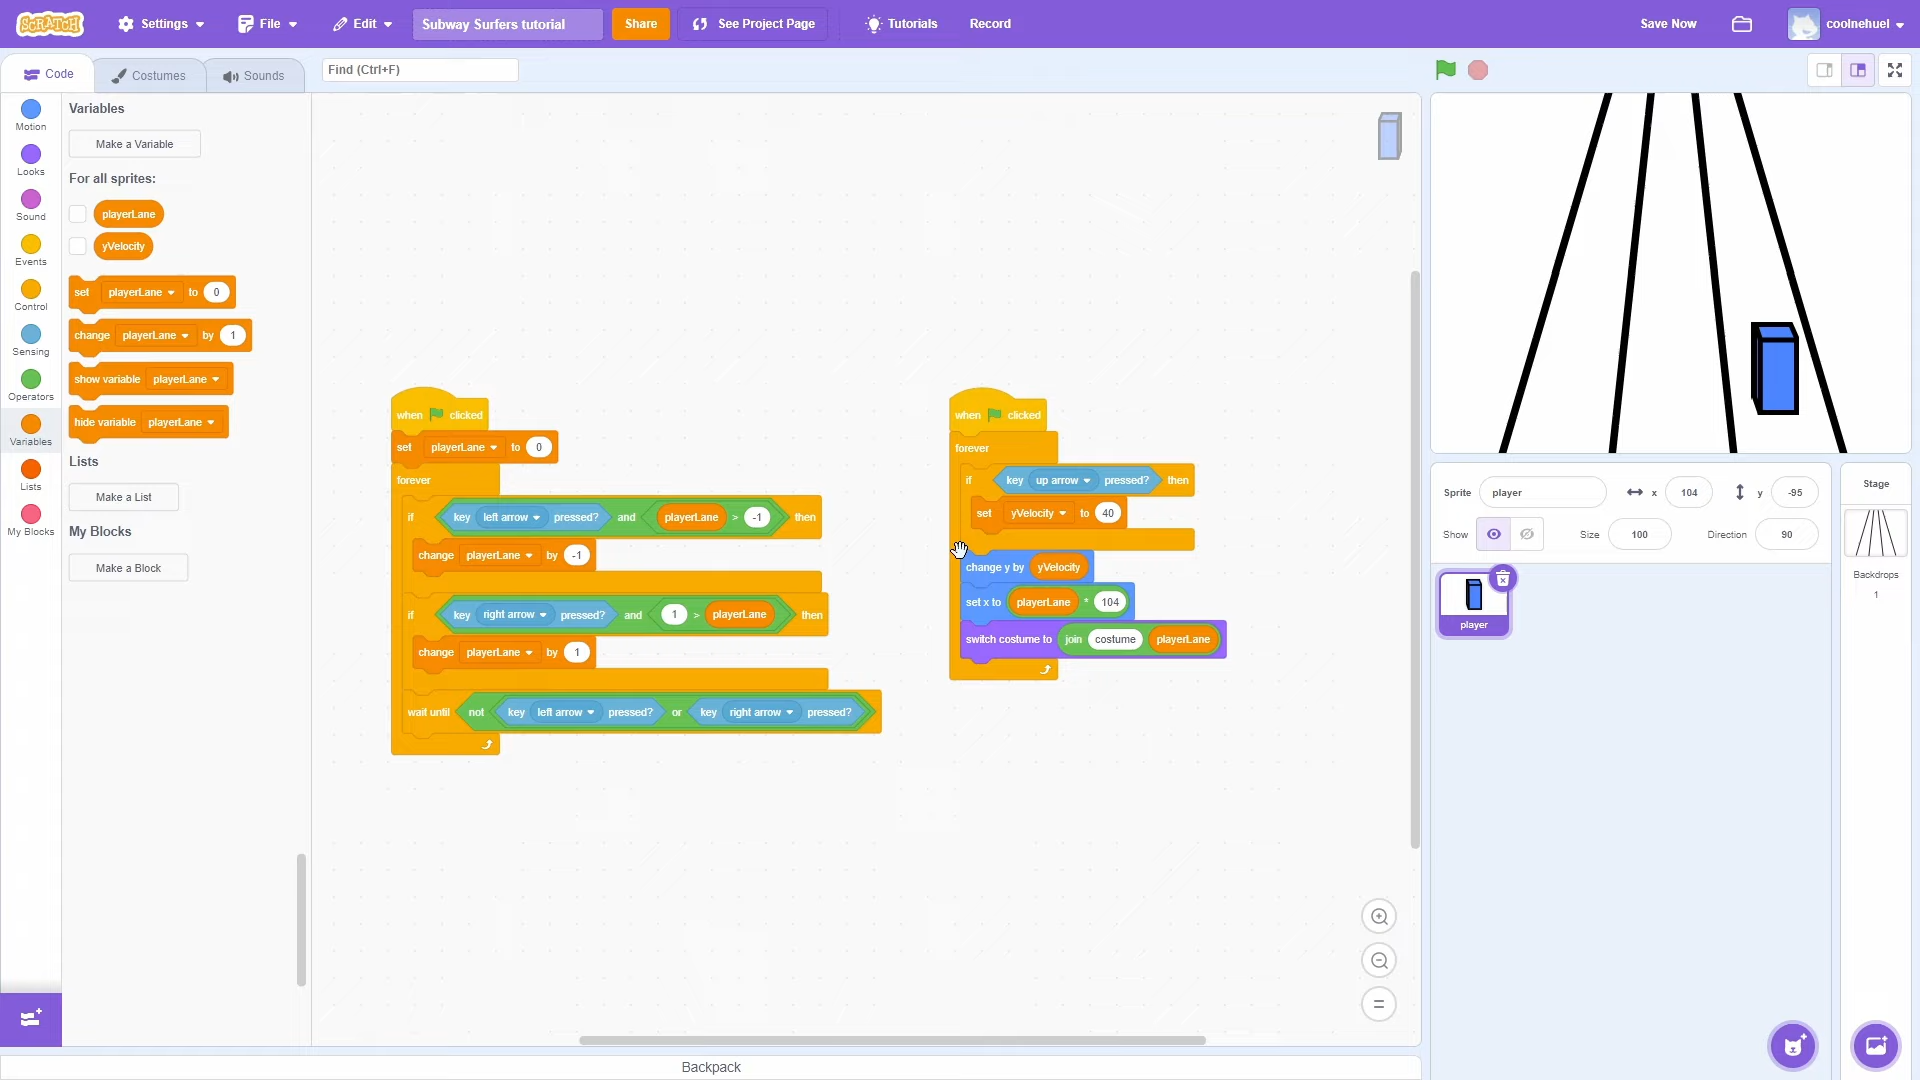 SCRATCH Settings File Edit Subway Surfers tutorial Share See Project Page Tutorials Record Save Now coolnehuel
Code Costumes Sounds Find (Ctrl+F)
Motion
Looks
Sound
Events
Control
Sensing
Operators
Variables
Lists
My Blocks
Variables
Make a Variable
For all sprites:
playerLane
yVelocity
set playerLane to 0
change playerLane by 1
show variable playerLane
hide variable playerLane
Lists
Make a List
My Blocks
Make a Block
when clicked
set playerLane to 0
forever
if key left arrow pressed? and playerLane > -1 then
change playerLane by -1
if key right arrow pressed? and 1 > playerLane then
change playerLane by 1
wait until not key left arrow pressed? or key right arrow pressed?
when clicked
forever
if key up arrow pressed? then
set yVelocity to 40
change y by yVelocity
set x to playerLane * 104
switch costume to join costume playerLane
Sprite player x 104 y -95
Show Size 100 Direction 90
player
Stage
Backdrops
1
Backpack